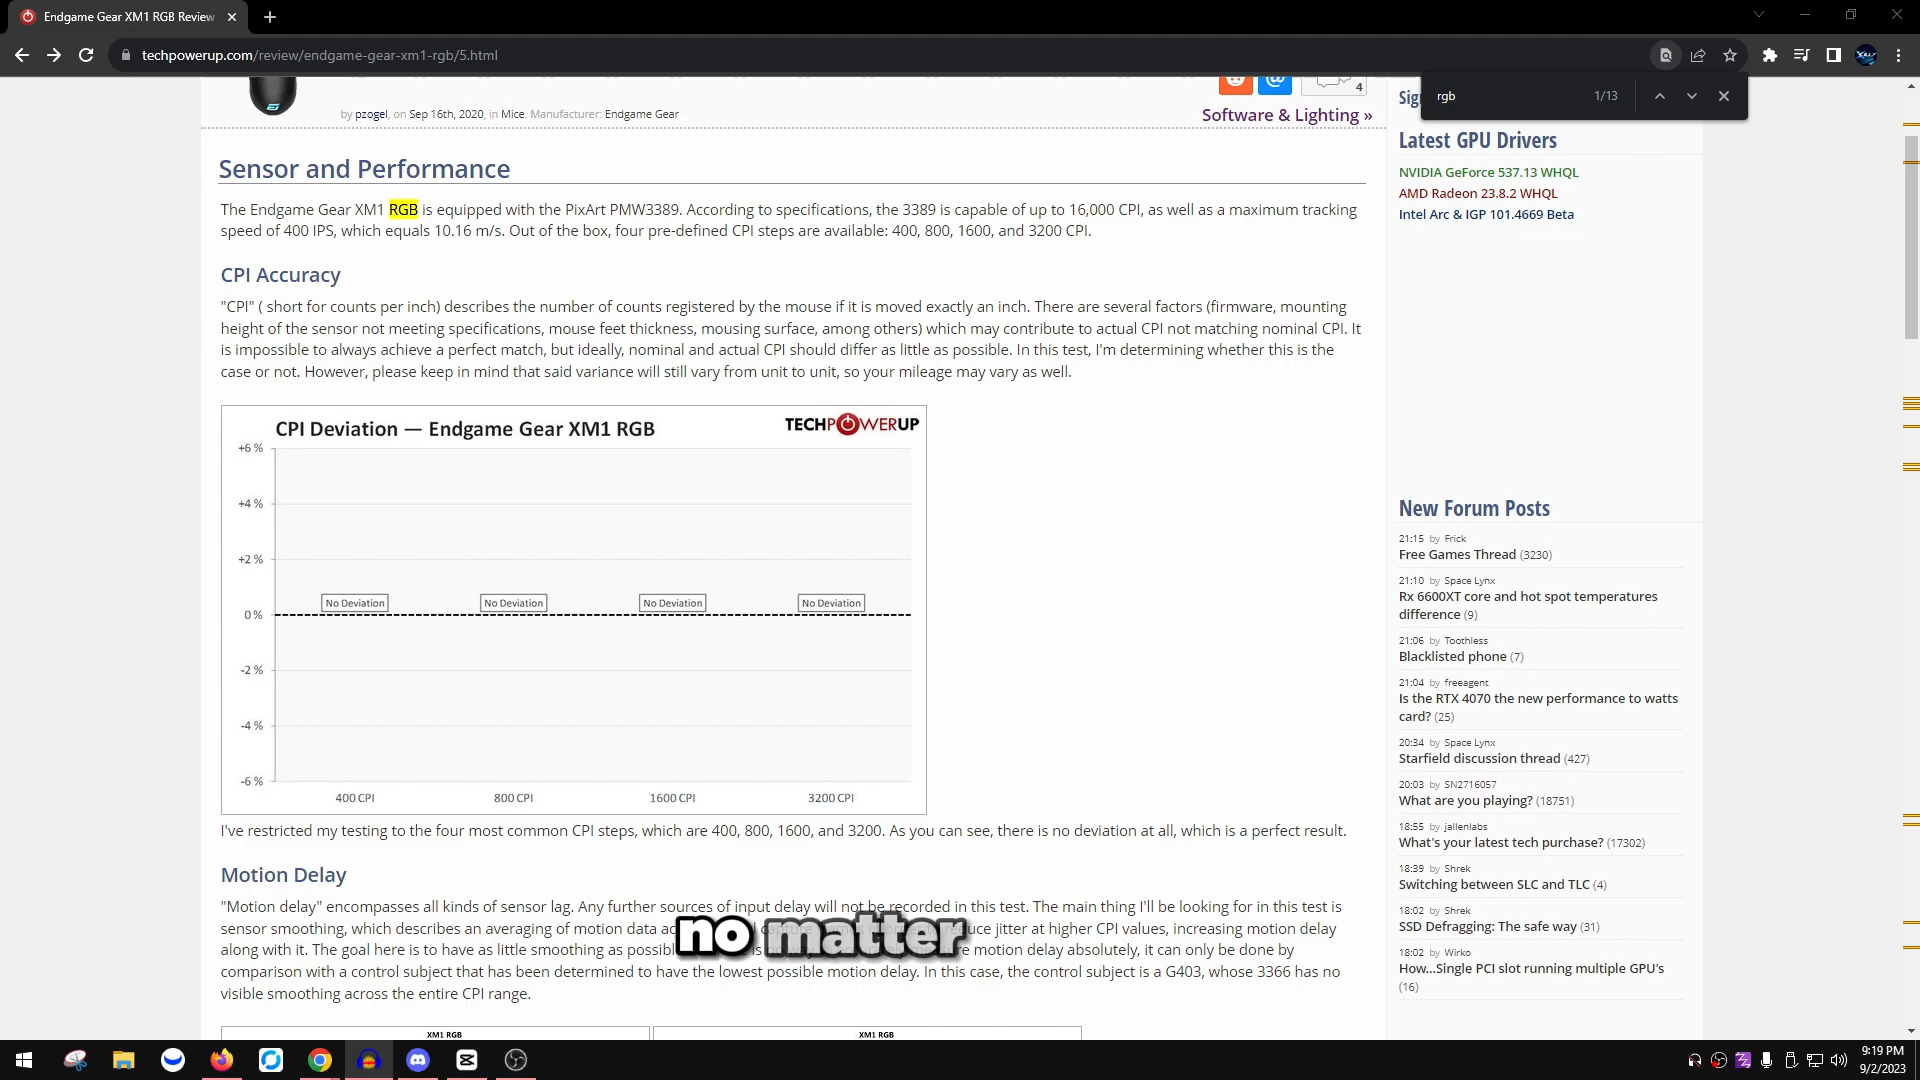 Endgame Gear XM1 RGB Review
techpowerup.com/review/endgame-gear-xm1-rgb/5.html
rgb 1/13
4
by pzogel, on Sep 16th, 2020, in Mice. Manufacturer: Endgame Gear
Software & Lighting »
Sensor and Performance
The Endgame Gear XM1 RGB is equipped with the PixArt PMW3389. According to specifications, the 3389 is capable of up to 16,000 CPI, as well as a maximum tracking
speed of 400 IPS, which equals 10.16 m/s. Out of the box, four pre-defined CPI steps are available: 400, 800, 1600, and 3200 CPI.
CPI Accuracy
"CPI" ( short for counts per inch) describes the number of counts registered by the mouse if it is moved exactly an inch. There are several factors (firmware, mounting
height of the sensor not meeting specifications, mouse feet thickness, mousing surface, among others) which may contribute to actual CPI not matching nominal CPI. It
is impossible to always achieve a perfect match, but ideally, nominal and actual CPI should differ as little as possible. In this test, I'm determining whether this is the
case or not. However, please keep in mind that said variance will still vary from unit to unit, so your mileage may vary as well.
CPI Deviation — Endgame Gear XM1 RGB
TECHPOWERUP
+6 %
+4 %
+2 %
No Deviation No Deviation No Deviation No Deviation
0 %
-2 %
-4 %
-6 %
400 CPI 800 CPI 1600 CPI 3200 CPI
I've restricted my testing to the four most common CPI steps, which are 400, 800, 1600, and 3200. As you can see, there is no deviation at all, which is a perfect result.
Motion Delay
"Motion delay" encompasses all kinds of sensor lag. Any further sources of input delay will not be recorded in this test. The main thing I'll be looking for in this test is
sensor smoothing, which describes an averaging of motion data reduce jitter at higher CPI values, increasing motion delay
along with it. The goal here is to have as little smoothing as motion delay absolutely, it can only be done by
comparison with a control subject that has been determined to have the lowest possible motion delay. In this case, the control subject is a G403, whose 3366 has no
visible smoothing across the entire CPI range.
no matter
XM1 RGB XM1 RGB
Latest GPU Drivers
NVIDIA GeForce 537.13 WHQL
AMD Radeon 23.8.2 WHQL
Intel Arc & IGP 101.4669 Beta
New Forum Posts
21:15 by Frick
Free Games Thread (3230)
21:10 by Space Lynx
Rx 6600XT core and hot spot temperatures
difference (9)
21:06 by Toothless
Blacklisted phone (7)
21:04 by freeagent
Is the RTX 4070 the new performance to watts
card? (25)
20:34 by Space Lynx
Starfield discussion thread (427)
20:03 by SN2716057
What are you playing? (18751)
18:55 by jallenlabs
What's your latest tech purchase? (17302)
18:39 by Shrek
Switching between SLC and TLC (4)
18:02 by Shrek
SSD Defragging: The safe way (31)
18:02 by Wirko
How...Single PCI slot running multiple GPU's
(16)
9:19 PM
9/2/2023